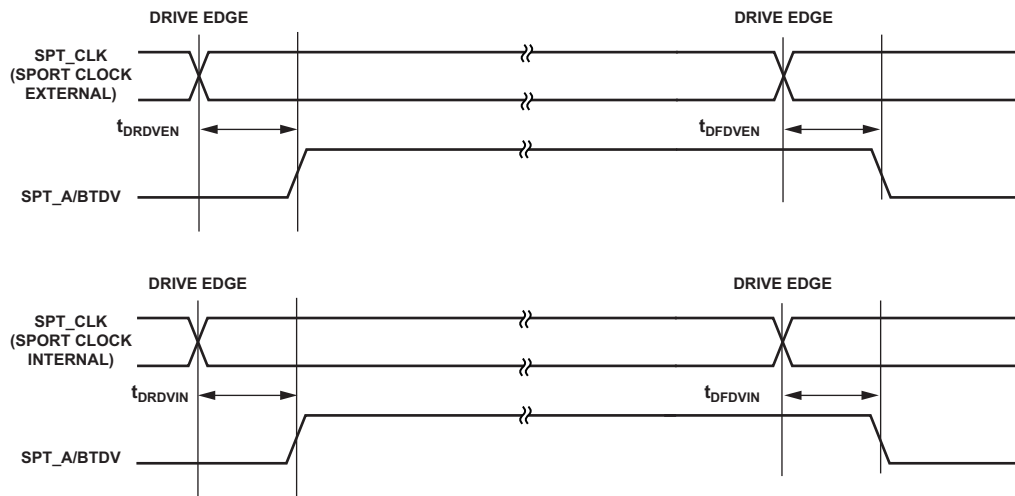 DRIVE EDGE DRIVE EDGE
SPT_CLK
(SPORT CLOCK
EXTERNAL)
tDRDVEN tDFDVEN
SPT_A/BTDV
DRIVE EDGE DRIVE EDGE
SPT_CLK
(SPORT CLOCK
INTERNAL)
tDRDVIN tDFDVIN
SPT_A/BTDV